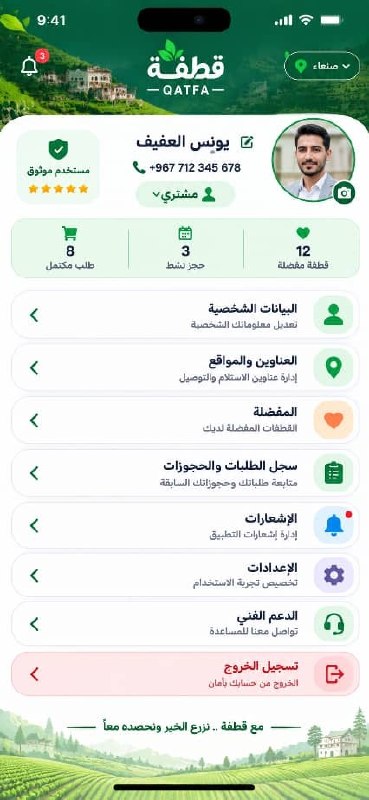 9:41
3
قطفة
QATFA
صنعاء
يونس العفيف
+967 712 345 678
مشتري
مستخدم موثوق
12
قطفة مفضلة
3
حجز نشط
8
طلب مكتمل
البيانات الشخصية
تعديل معلوماتك الشخصية
العناوين والمواقع
إدارة عناوين الاستلام والتوصيل
المفضلة
القطفات المفضلة لديك
سجل الطلبات والحجوزات
متابعة طلباتك وحجوزاتك السابقة
الإشعارات
إدارة إشعارات التطبيق
الإعدادات
تخصيص تجربة الاستخدام
الدعم الفني
تواصل معنا للمساعدة
تسجيل الخروج
الخروج من حسابك بأمان
مع قطفة .. نزرع الخير ونحصده معاً